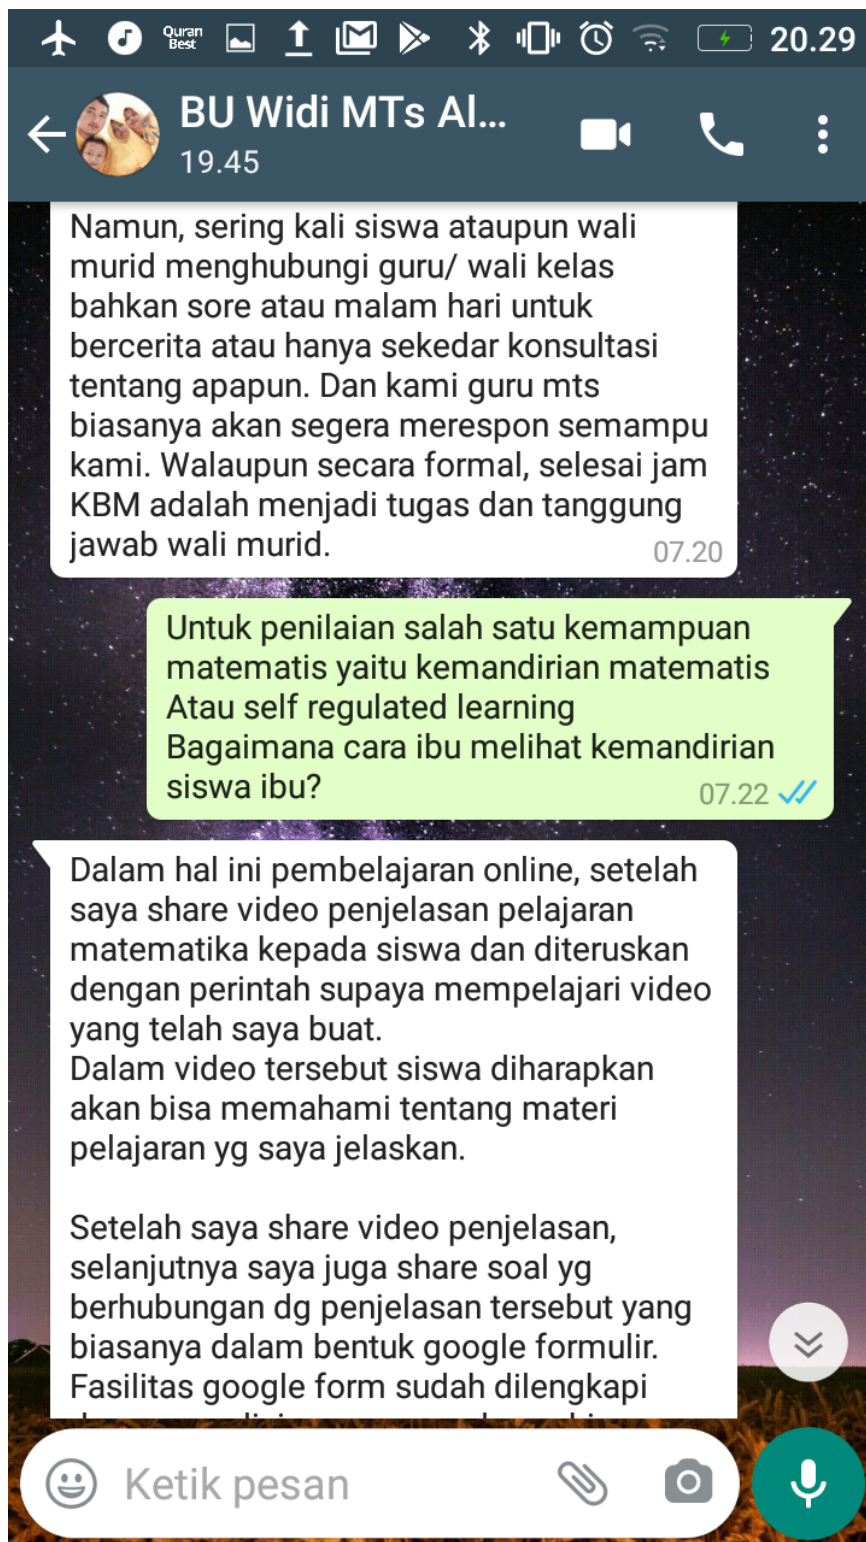 Quran
Best
20.29
BU Widi MTs Al...
19.45
Namun, sering kali siswa ataupun wali
murid menghubungi guru/ wali kelas
bahkan sore atau malam hari untuk
bercerita atau hanya sekedar konsultasi
tentang apapun. Dan kami guru mts
biasanya akan segera merespon semampu
kami. Walaupun secara formal, selesai jam
KBM adalah menjadi tugas dan tanggung
jawab wali murid.
07.20
Untuk penilaian salah satu kemampuan
matematis yaitu kemandirian matematis
Atau self regulated learning
Bagaimana cara ibu melihat kemandirian
siswa ibu?
07.22
Dalam hal ini pembelajaran online, setelah
saya share video penjelasan pelajaran
matematika kepada siswa dan diteruskan
dengan perintah supaya mempelajari video
yang telah saya buat.
Dalam video tersebut siswa diharapkan
akan bisa memahami tentang materi
pelajaran yg saya jelaskan.
Setelah saya share video penjelasan,
selanjutnya saya juga share soal yg
berhubungan dg penjelasan tersebut yang
biasanya dalam bentuk google formulir.
Fasilitas google form sudah dilengkapi
Ketik pesan